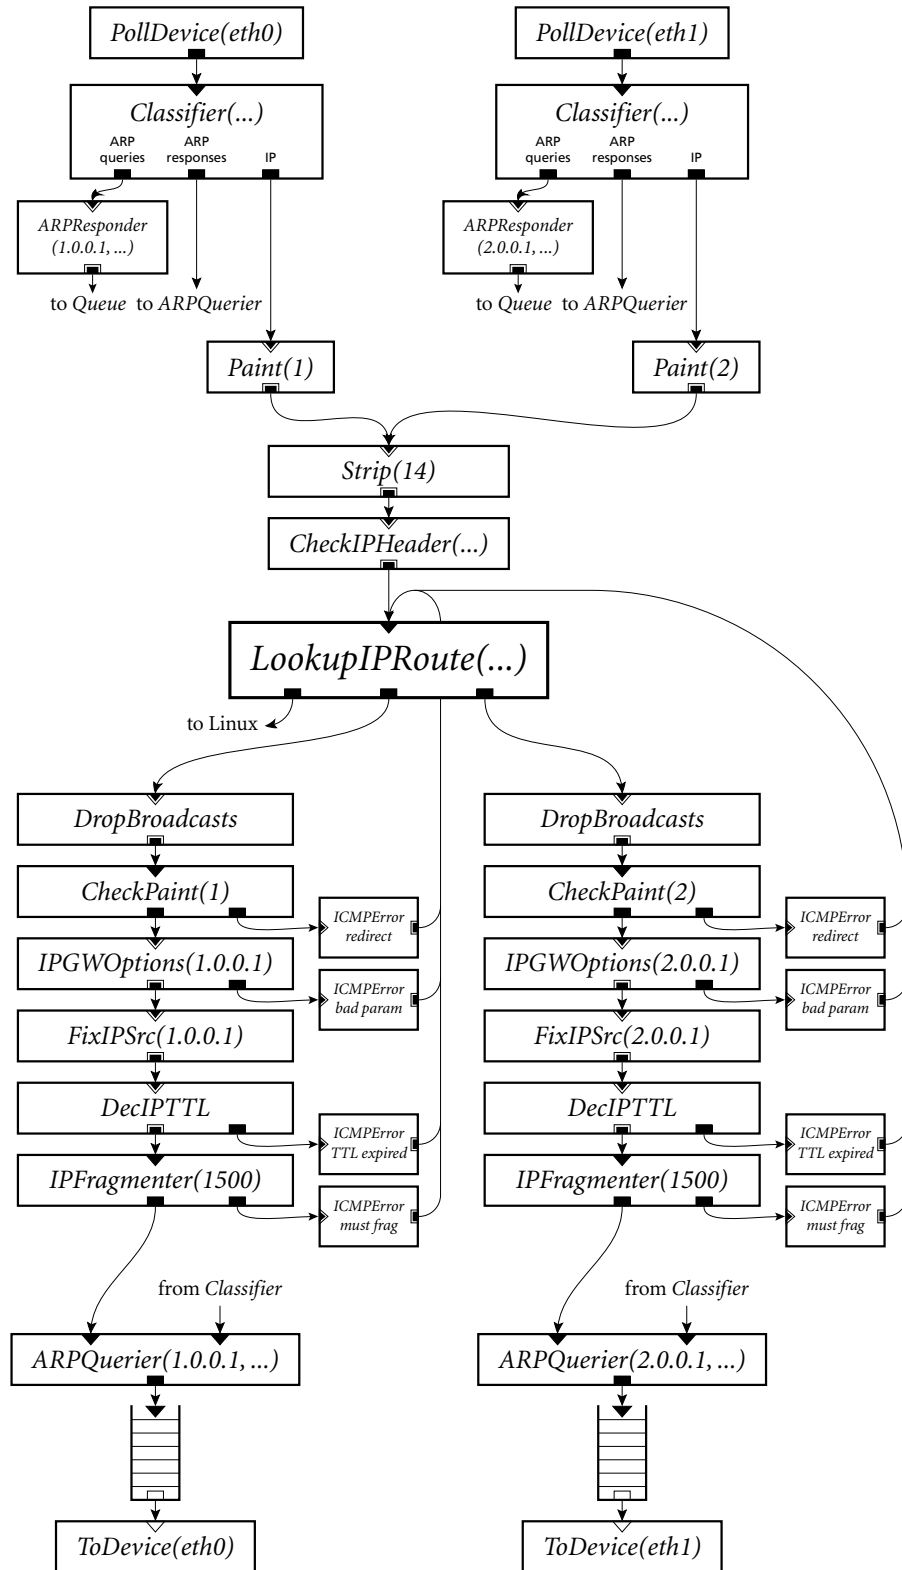 PollDevice(eth0)
PollDevice(eth1)
Classifier(...)
ARP queries
ARP responses
IP
Classifier(...)
ARP queries
ARP responses
IP
ARPResponder
(1.0.0.1, ...)
ARPResponder
(2.0.0.1, ...)
to Queue
to ARPQuerier
to Queue
to ARPQuerier
Paint(1)
Paint(2)
Strip(14)
CheckIPHeader(...)
LookupIPRoute(...)
to Linux
DropBroadcasts
CheckPaint(1)
ICMPError
redirect
IPGWOptions(1.0.0.1)
ICMPError
bad param
FixIPSrc(1.0.0.1)
DecIPTTL
ICMPError
TTL expired
IPFragmenter(1500)
ICMPError
must frag
from Classifier
ARPQuerier(1.0.0.1, ...)
ToDevice(eth0)
DropBroadcasts
CheckPaint(2)
ICMPError
redirect
IPGWOptions(2.0.0.1)
ICMPError
bad param
FixIPSrc(2.0.0.1)
DecIPTTL
ICMPError
TTL expired
IPFragmenter(1500)
ICMPError
must frag
from Classifier
ARPQuerier(2.0.0.1, ...)
ToDevice(eth1)